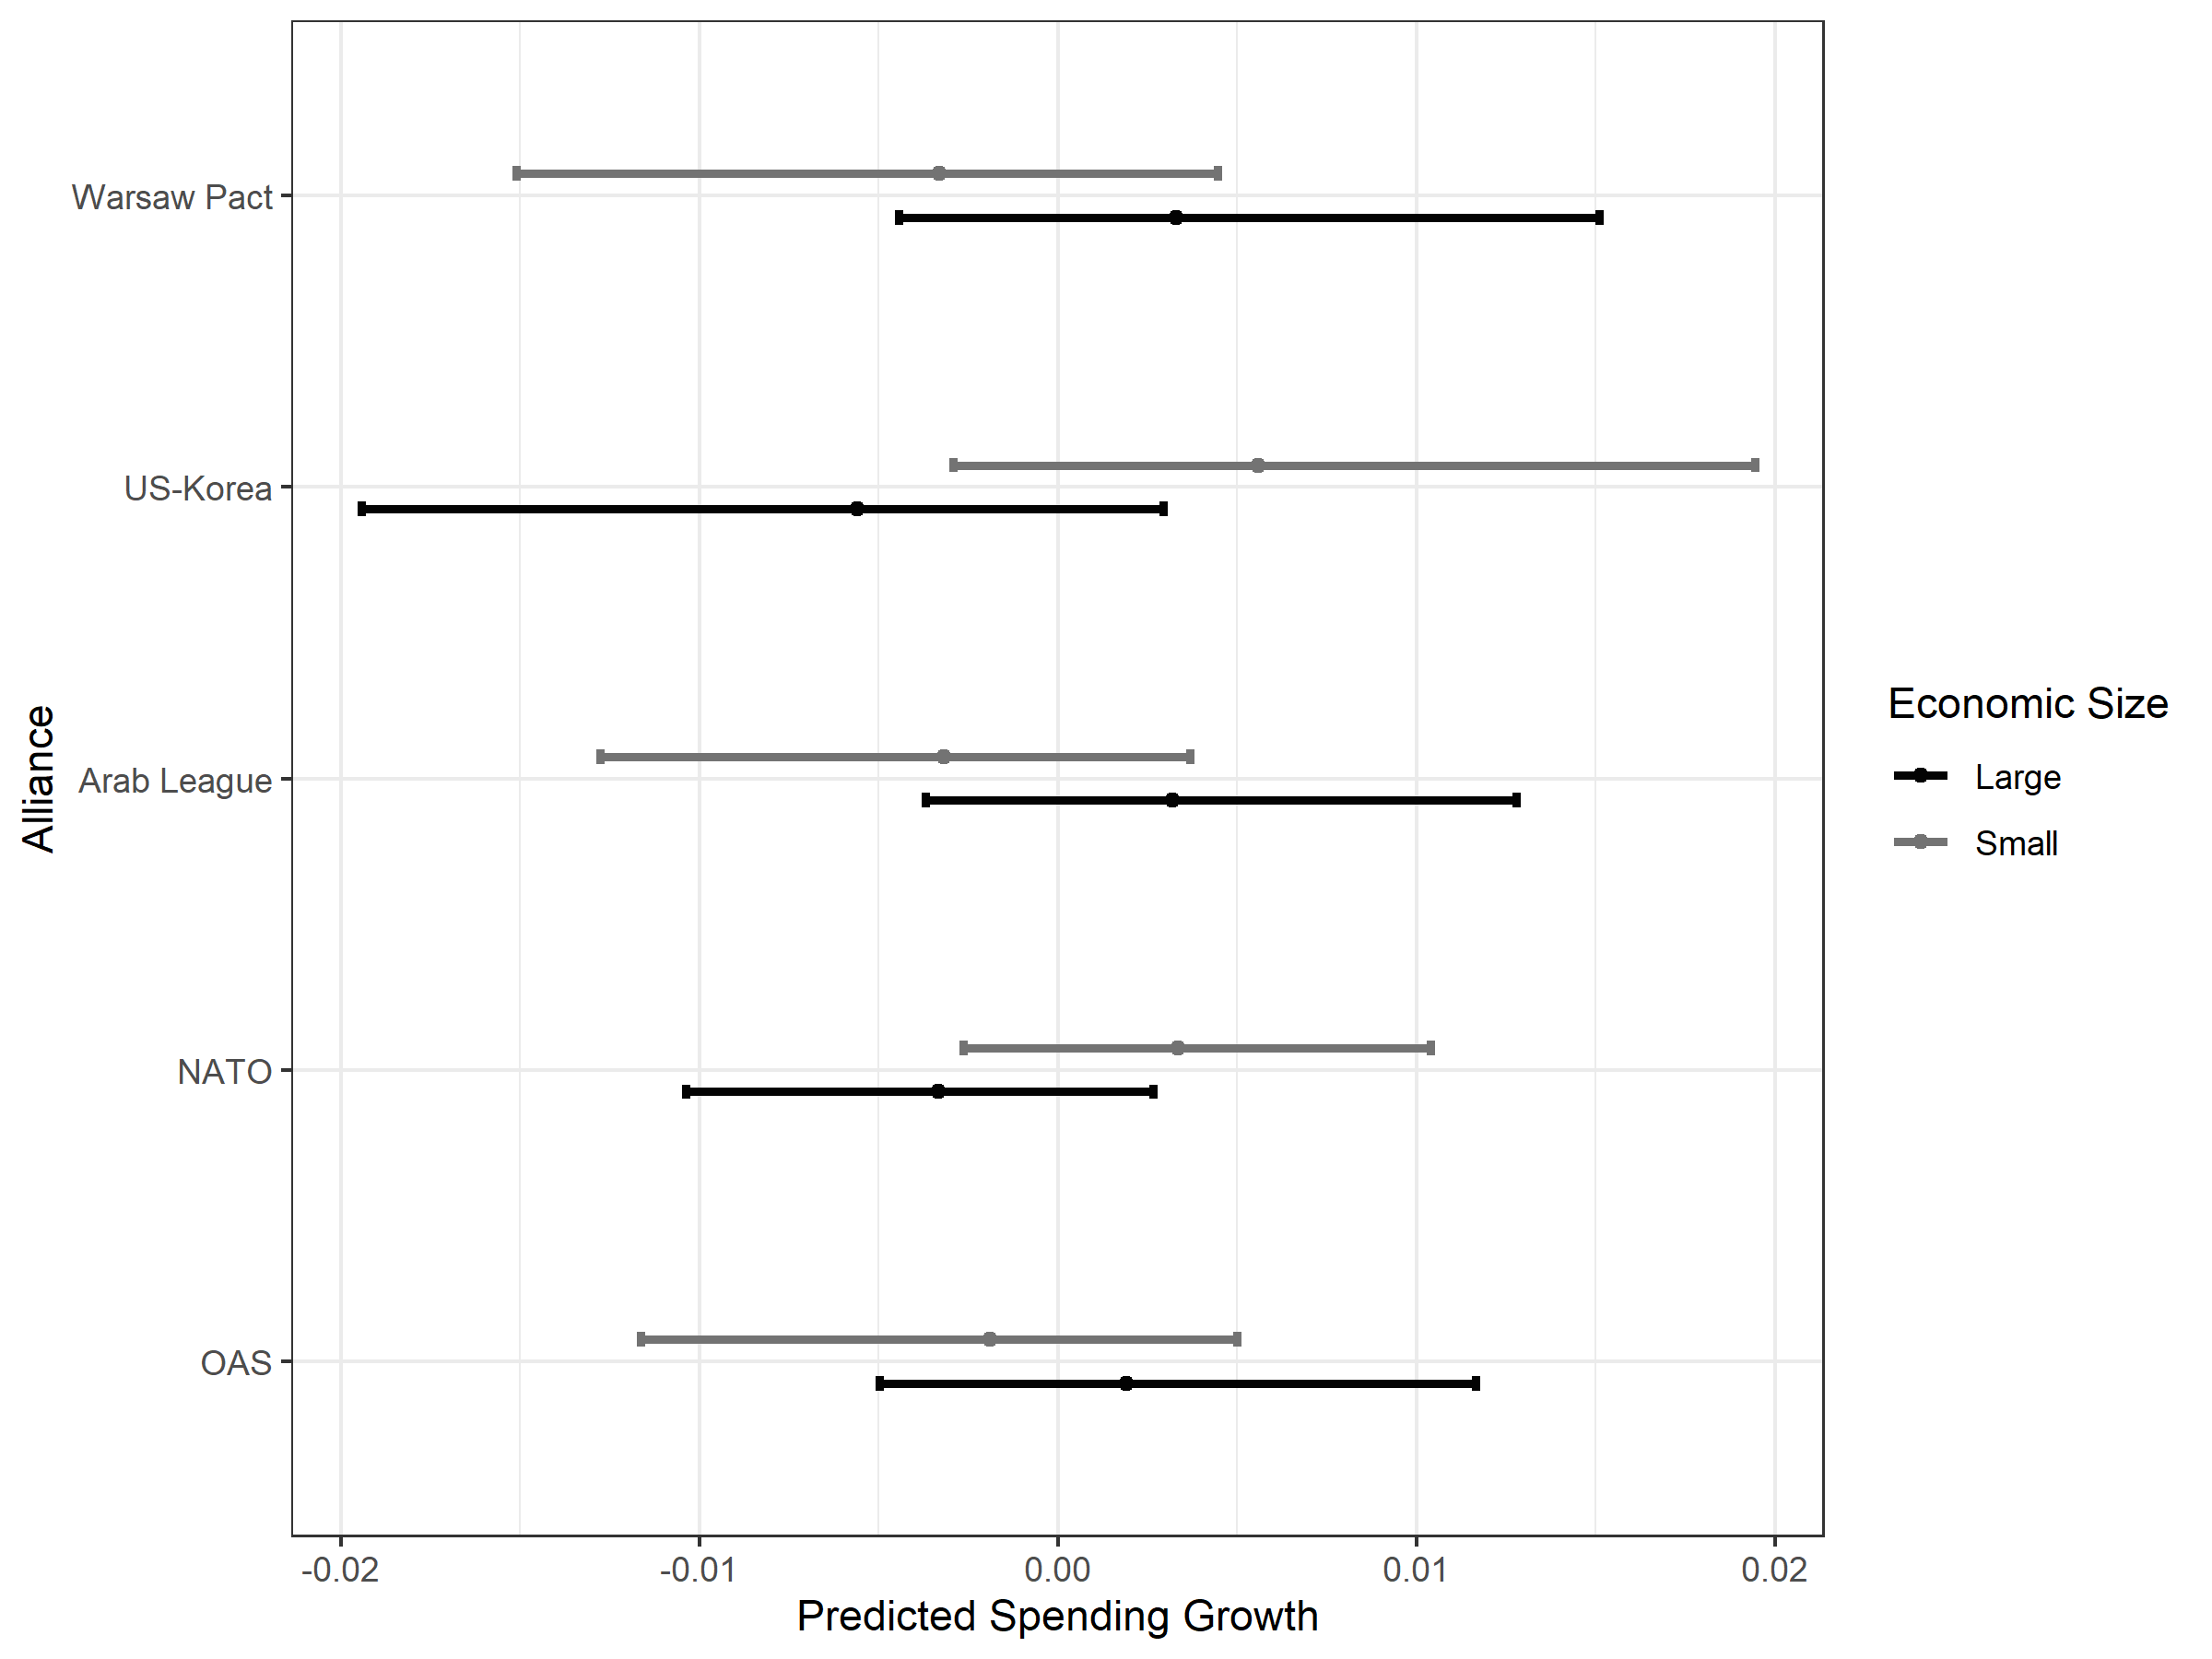 Warsaw Pact
US-Korea
Arab League
NATO
OAS
Alliance
-0.02
-0.01
0.00
0.01
0.02
Predicted Spending Growth
Economic Size
Large
Small